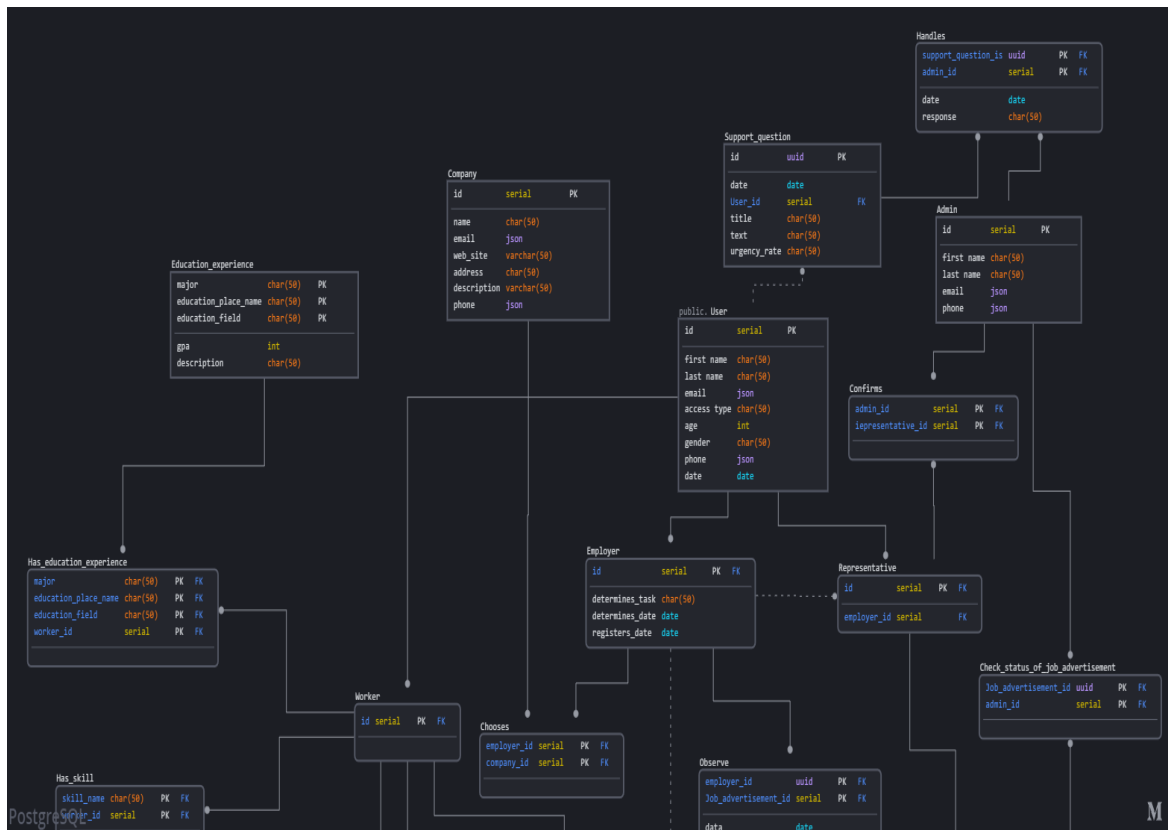 Handles
support_question_is uuid PK FK
admin_id serial PK FK
date date
response char(50)
Support_question
id uuid PK
date date
User_id serial FK
title char(50)
text char(50)
urgency_rate char(50)
Company
id serial PK
name char(50)
email json
web_site varchar(50)
address char(50)
description varchar(50)
phone json
Admin
id serial PK
first name char(50)
last name char(50)
email json
phone json
Education_experience
major char(50) PK
education_place_name char(50) PK
education_field char(50) PK
gpa int
description char(50)
public. User
id serial PK
first name char(50)
last name char(50)
email json
access type char(50)
age int
gender char(50)
phone json
date date
Confirms
admin_id serial PK FK
iepresentative_id serial PK FK
Employer
id serial PK FK
determines_task char(50)
determines_date date
registers_date date
Representative
id serial PK FK
employer_id serial FK
Has_education_experience
major char(50) PK FK
education_place_name char(50) PK FK
education_field char(50) PK FK
worker_id serial PK FK
Check_status_of_job_advertisement
Job_advertisement_id uuid PK FK
admin_id serial PK FK
Worker
id serial PK FK
Chooses
employer_id serial PK FK
company_id serial PK FK
Observe
employer_id uuid PK FK
Job_advertisement_id serial PK FK
data date
Has_skill
skill_name char(50) PK FK
worker_id serial PK FK
PostgreSQL
M